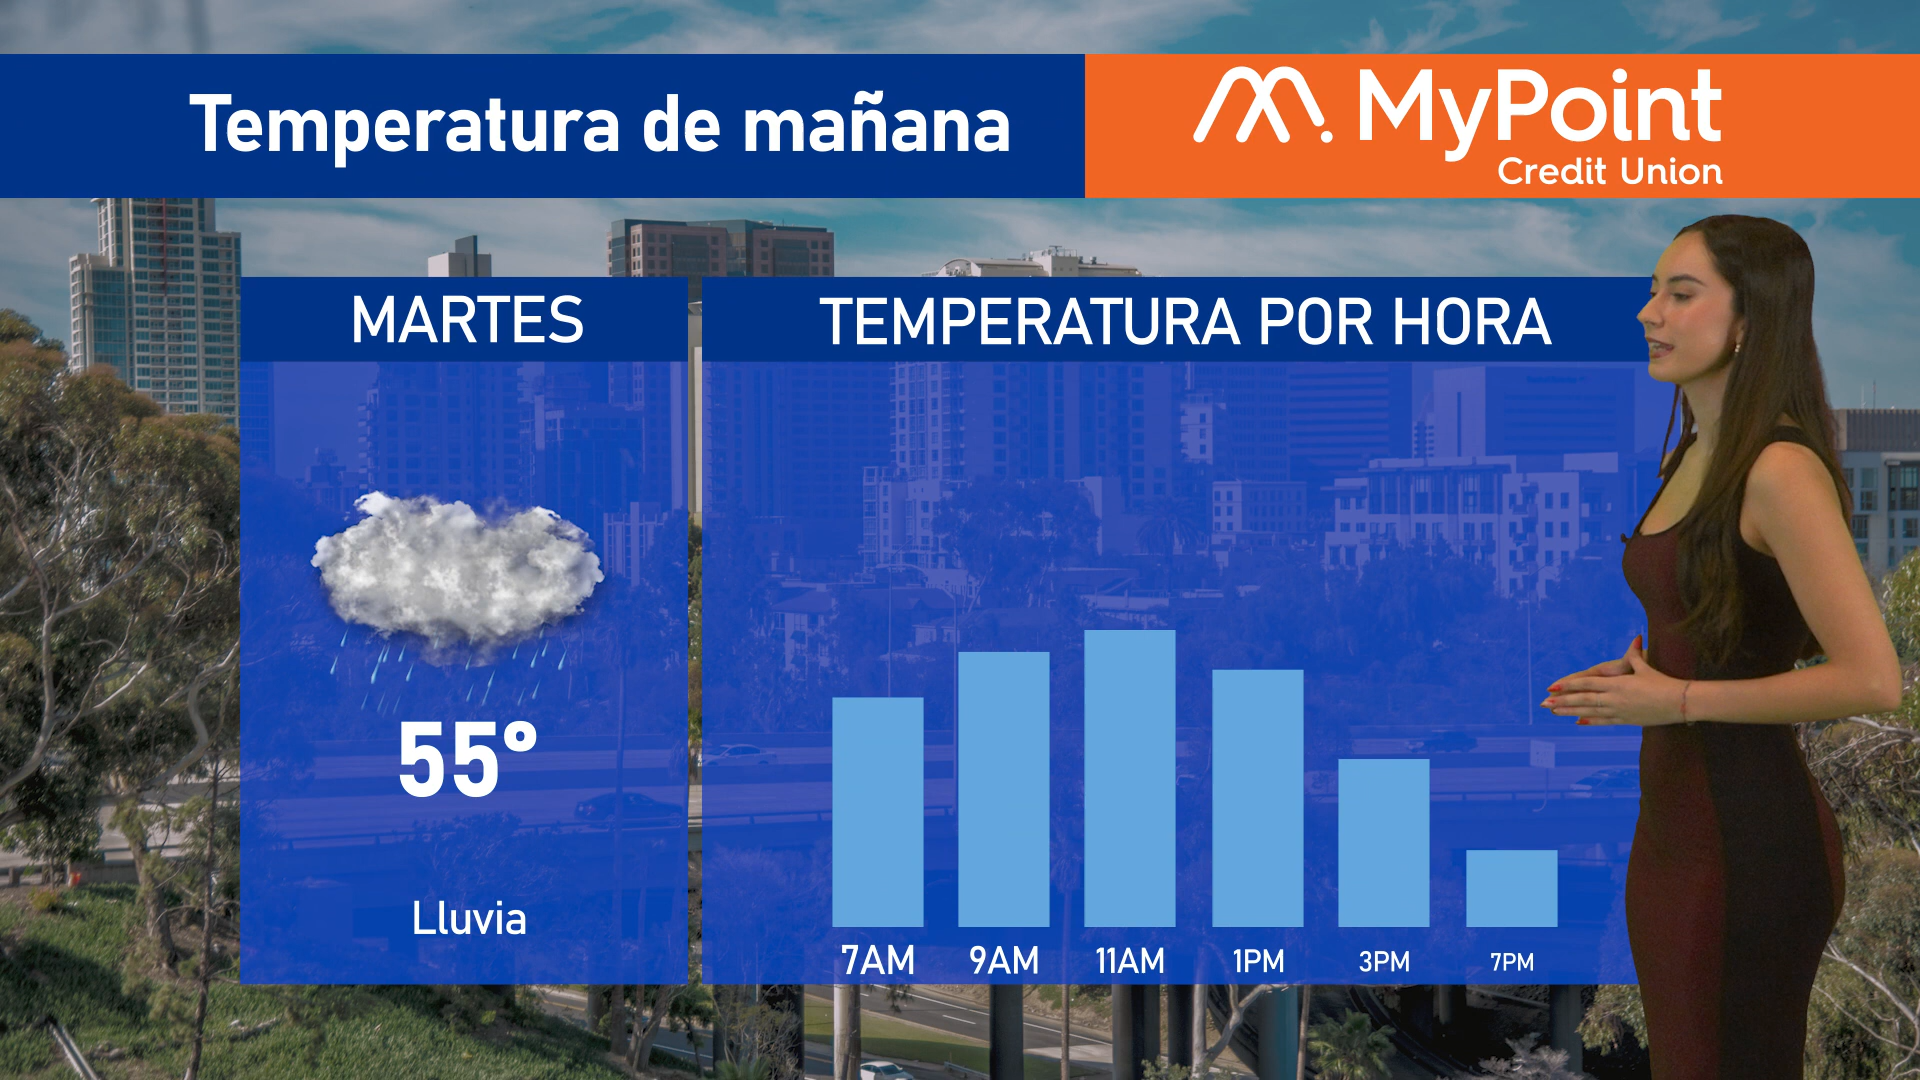 Temperatura de mañana
MyPoint
Credit Union
MARTES
55°
Lluvia
TEMPERATURA POR HORA
7AM 9AM 11AM 1PM 3PM 7PM